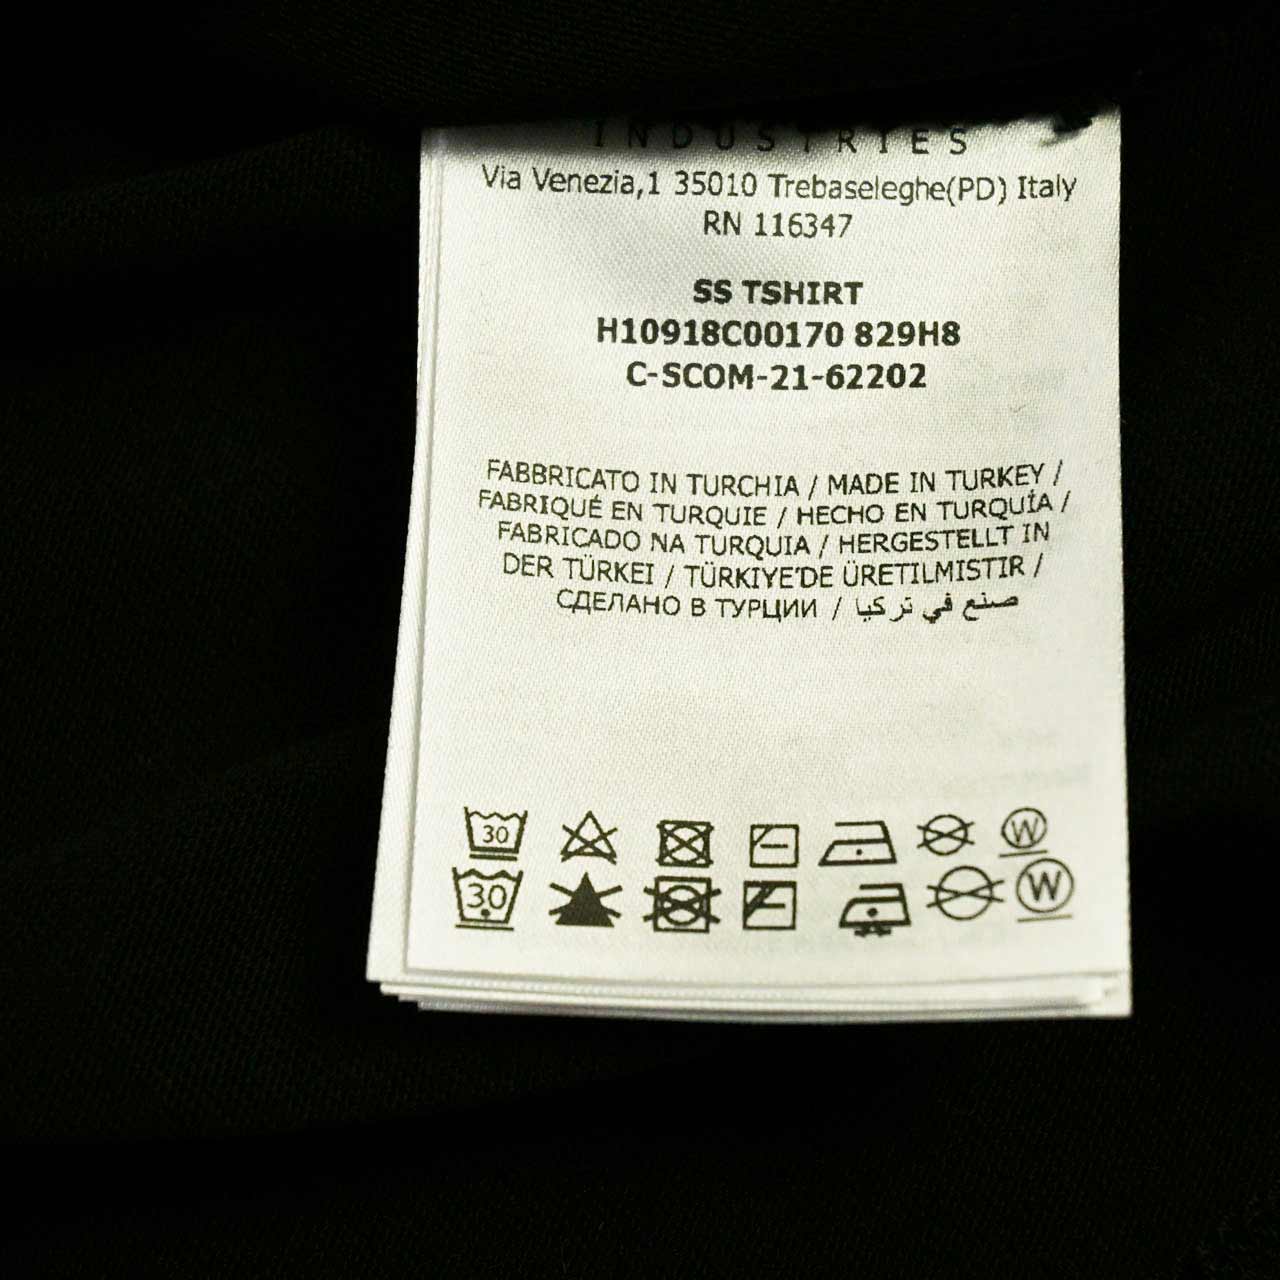 INDUSTRIES
Via Venezia,1 35010 Trebaseleghe(PD) Italy
RN 116347
SS TSHIRT
H10918C00170 829H8
C-SCOM-21-62202
FABBRICATO IN TURCHIA / MADE IN TURKEY /
FABRIQUÉ EN TURQUIE / HECHO EN TURQUÍA /
FABRICADO NA TURQUIA / HERGESTELLT IN
DER TÜRKEI / TÜRKIYE'DE ÜRETILMISTIR /
СДЕЛАНО В ТУРЦИИ / صنع في تركيا
30 W
30 W